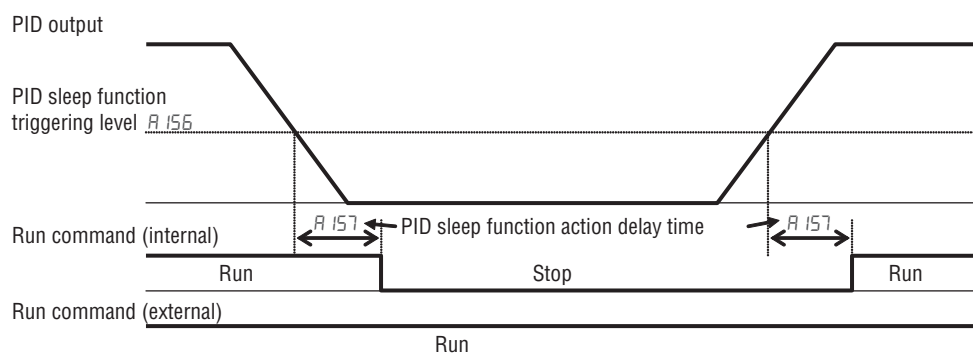 PID output
PID sleep function
triggering level A156
A157 PID sleep function action delay time A157
Run command (internal)
Run Stop Run
Run command (external)
Run